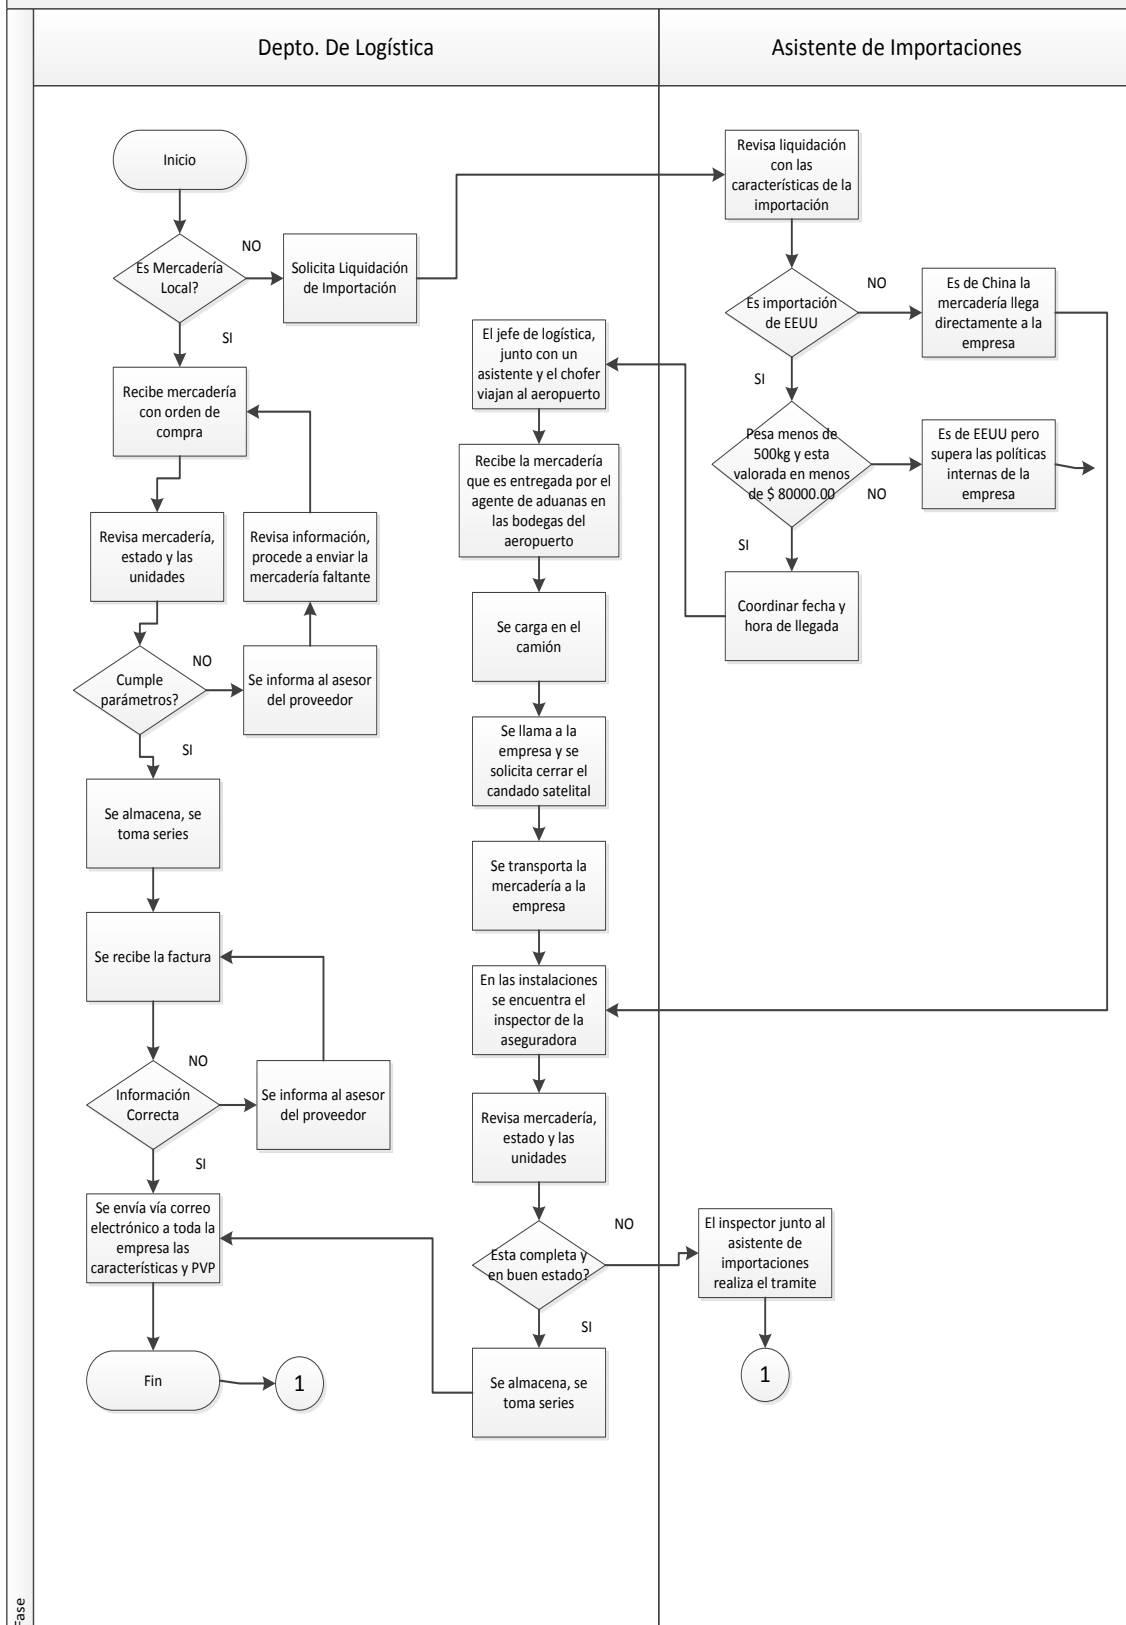 Depto. De Logística
Asistente de Importaciones
Inicio
Es Mercadería
Local?
NO
SI
Solicita Liquidación
de Importación
Recibe mercadería
con orden de
compra
Revisa mercadería,
estado y las
unidades
Revisa información,
procede a enviar la
mercadería faltante
Cumple
parámetros?
NO
SI
Se informa al asesor
del proveedor
Se almacena, se
toma series
Se recibe la factura
Información
Correcta
NO
SI
Se informa al asesor
del proveedor
Se envía vía correo
electrónico a toda la
empresa las
características y PVP
Fin
1
El jefe de logística,
junto con un
asistente y el chofer
viajan al aeropuerto
Recibe la mercadería
que es entregada por el
agente de aduanas en
las bodegas del
aeropuerto
Se carga en el
camión
Se llama a la
empresa y se
solicita cerrar el
candado satelital
Se transporta la
mercadería a la
empresa
En las instalaciones
se encuentra el
inspector de la
aseguradora
Revisa mercadería,
estado y las
unidades
Esta completa y
en buen estado?
NO
SI
Se almacena, se
toma series
Revisa liquidación
con las
características de la
importación
Es importación
de EEUU
NO
SI
Es de China la
mercadería llega
directamente a la
empresa
Pesa menos de
500kg y esta
valorada en menos
de $ 80000.00
NO
SI
Es de EEUU pero
supera las políticas
internas de la
empresa
Coordinar fecha y
hora de llegada
El inspector junto al
asistente de
importaciones
realiza el tramite
1
Fase